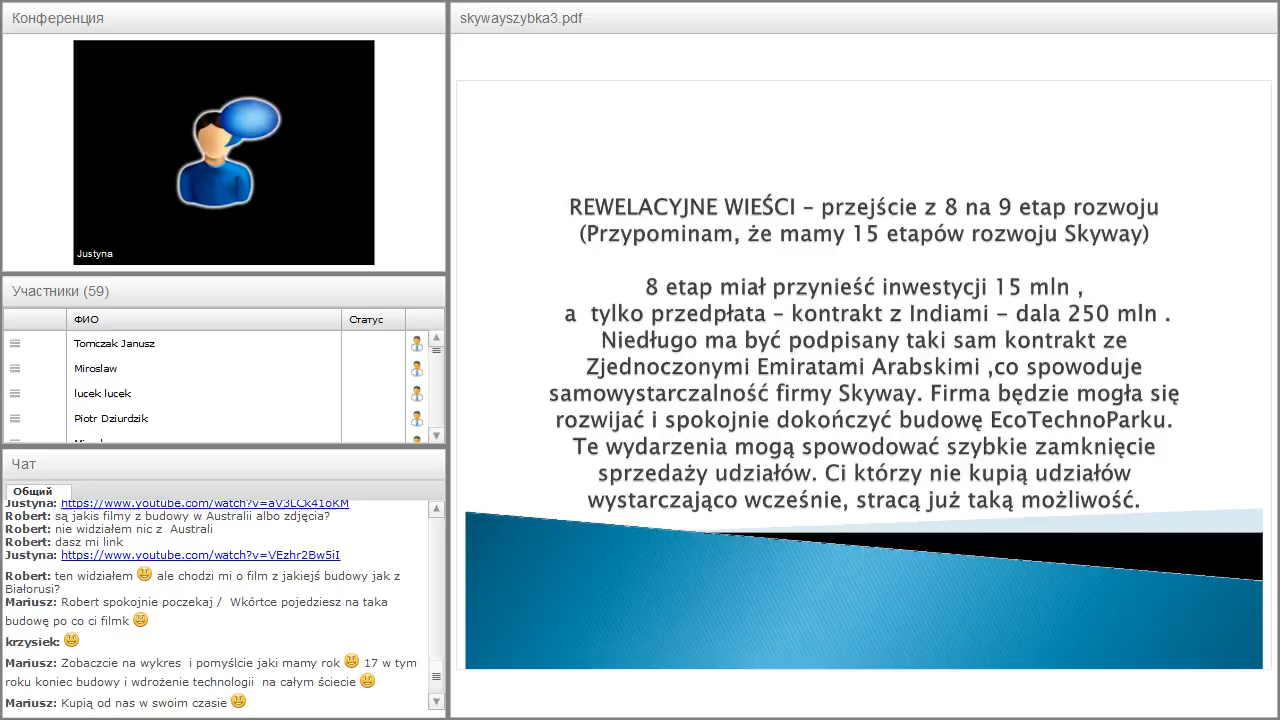 Конференция
Justyna
Участники (59)
ФИО
Статус
Tomczak Janusz
Miroslaw
lucek lucek
Piotr Dziurdzik
Чат
Общий
Justyna: https://www.youtube.com/watch?v=aV3LCk41oKM
Robert: są jakis filmy z budowy w Australii albo zdjęcia?
Robert: nie widziałem nic z Australi
Robert: dasz mi link
Justyna: https://www.youtube.com/watch?v=VEzhr2Bw5iI
Robert: ten widziałem ale chodzi mi o film z jakiejś budowy jak z
Białorusi?
Mariusz: Robert spokojnie poczekaj / Wkórtce pojedziesz na taka
budowę po co ci filmk
krzysiek:
Mariusz: Zobaczcie na wykres i pomyślcie jaki mamy rok 17 w tym
roku koniec budowy i wdrożenie technologii na całym ściecie
Mariusz: Kupią od nas w swoim czasie
skywayszybka3.pdf
REWELACYJNE WIEŚCI – przejście z 8 na 9 etap rozwoju
(Przypominam, że mamy 15 etapów rozwoju Skyway)
8 etap miał przynieść inwestycji 15 mln ,
a tylko przedpłata – kontrakt z Indiami – dala 250 mln .
Niedługo ma być podpisany taki sam kontrakt ze
Zjednoczonymi Emiratami Arabskimi ,co spowoduje
samowystarczalność firmy Skyway. Firma będzie mogła się
rozwijać i spokojnie dokończyć budowę EcoTechnoParku.
Te wydarzenia mogą spowodować szybkie zamknięcie
sprzedaży udziałów. Ci którzy nie kupią udziałów
wystarczająco wcześnie, stracą już taką możliwość.